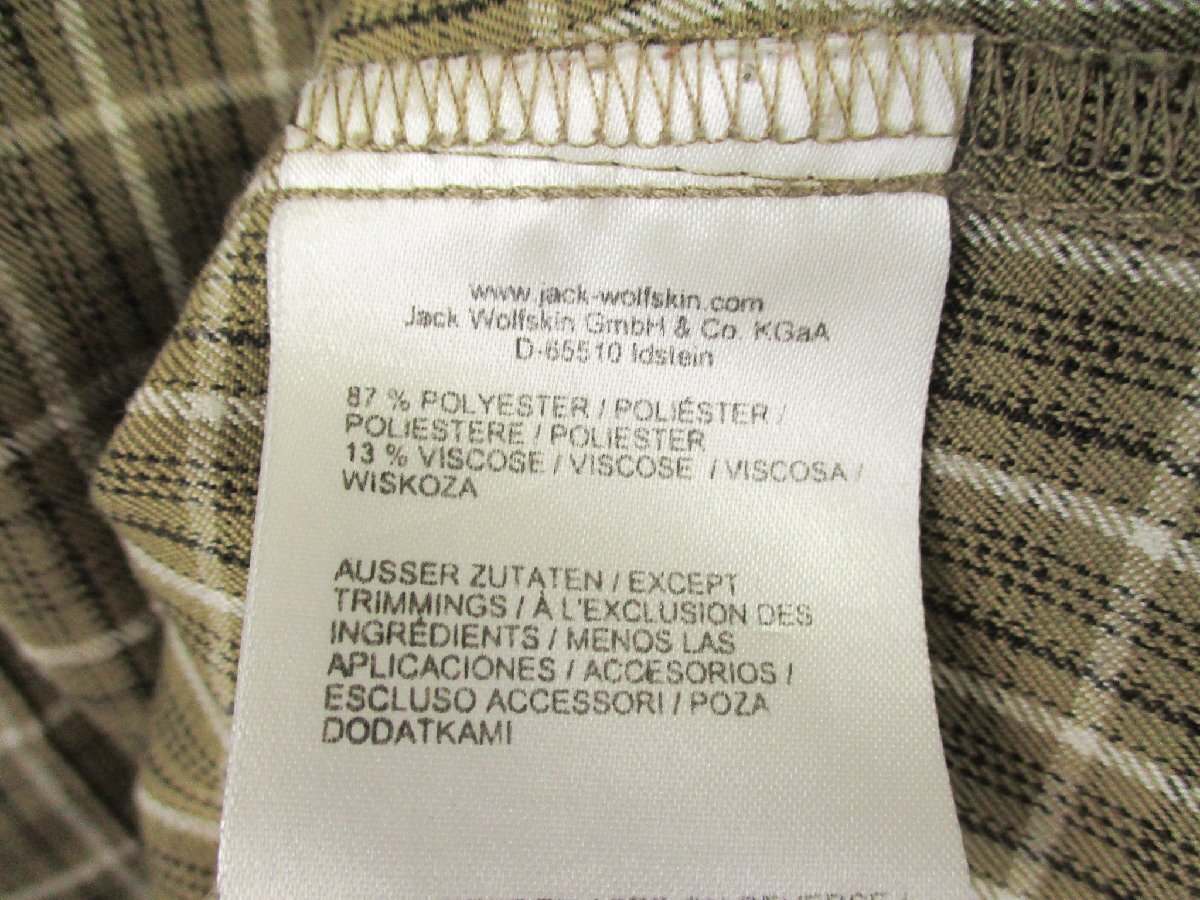 www.jack-wolfskin.com
Jack Wolfskin GmbH & Co. KGaA
D-65510 Idstein
87 % POLYESTER / POLIÉSTER /
POLIESTERE / POLIESTER
13 % VISCOSE / VISCOSE / VISCOSA /
WISKOZA
AUSSER ZUTATEN / EXCEPT
TRIMMINGS / À L'EXCLUSION DES
INGRÉDIENTS / MENOS LAS
APLICACIONES / ACCESORIOS /
ESCLUSO ACCESSORI / POZA
DODATKAMI